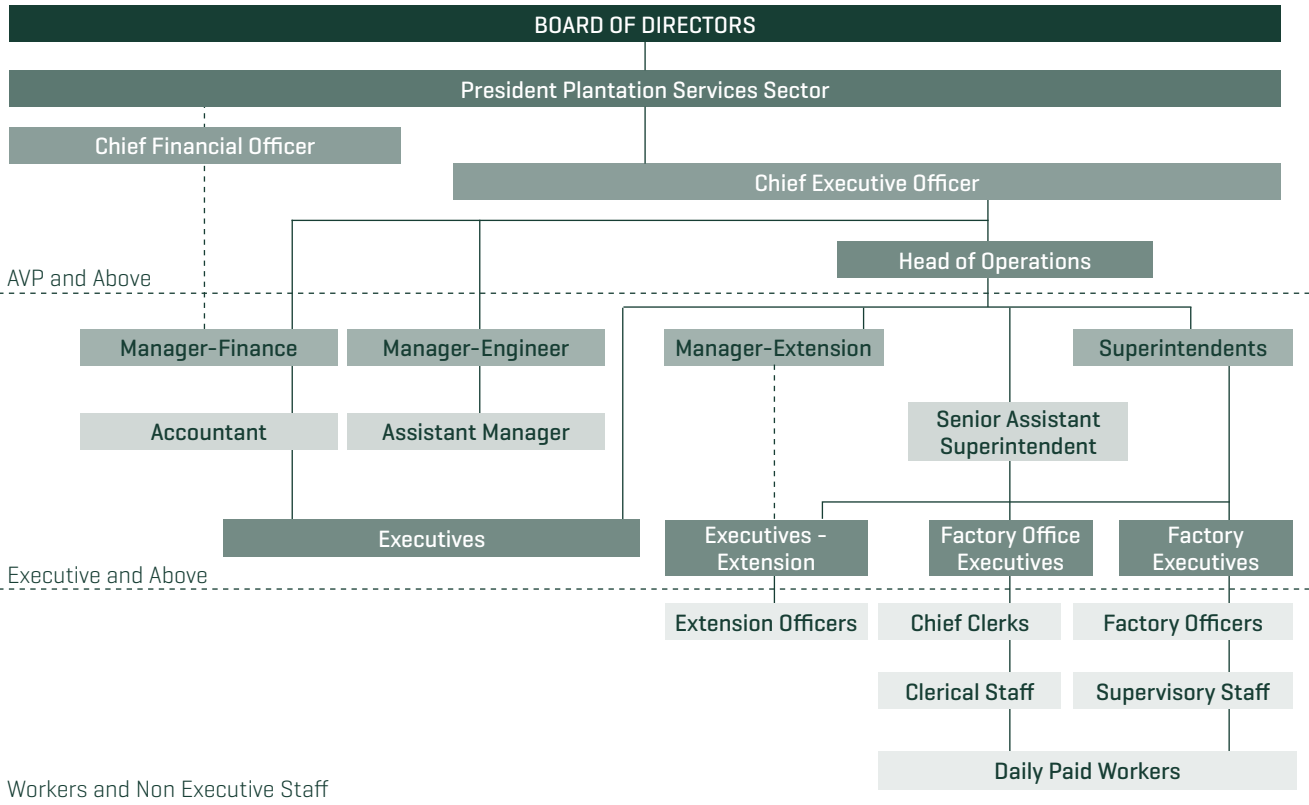 BOARD OF DIRECTORS
President Plantation Services Sector
Chief Financial Officer
Chief Executive Officer
Head of Operations
AVP and Above
Manager-Finance
Manager-Engineer
Manager-Extension
Superintendents
Accountant
Assistant Manager
Senior Assistant
Superintendent
Executives
Executives -
Extension
Factory Office
Executives
Factory
Executives
Executive and Above
Extension Officers
Chief Clerks
Factory Officers
Clerical Staff
Supervisory Staff
Daily Paid Workers
Workers and Non Executive Staff